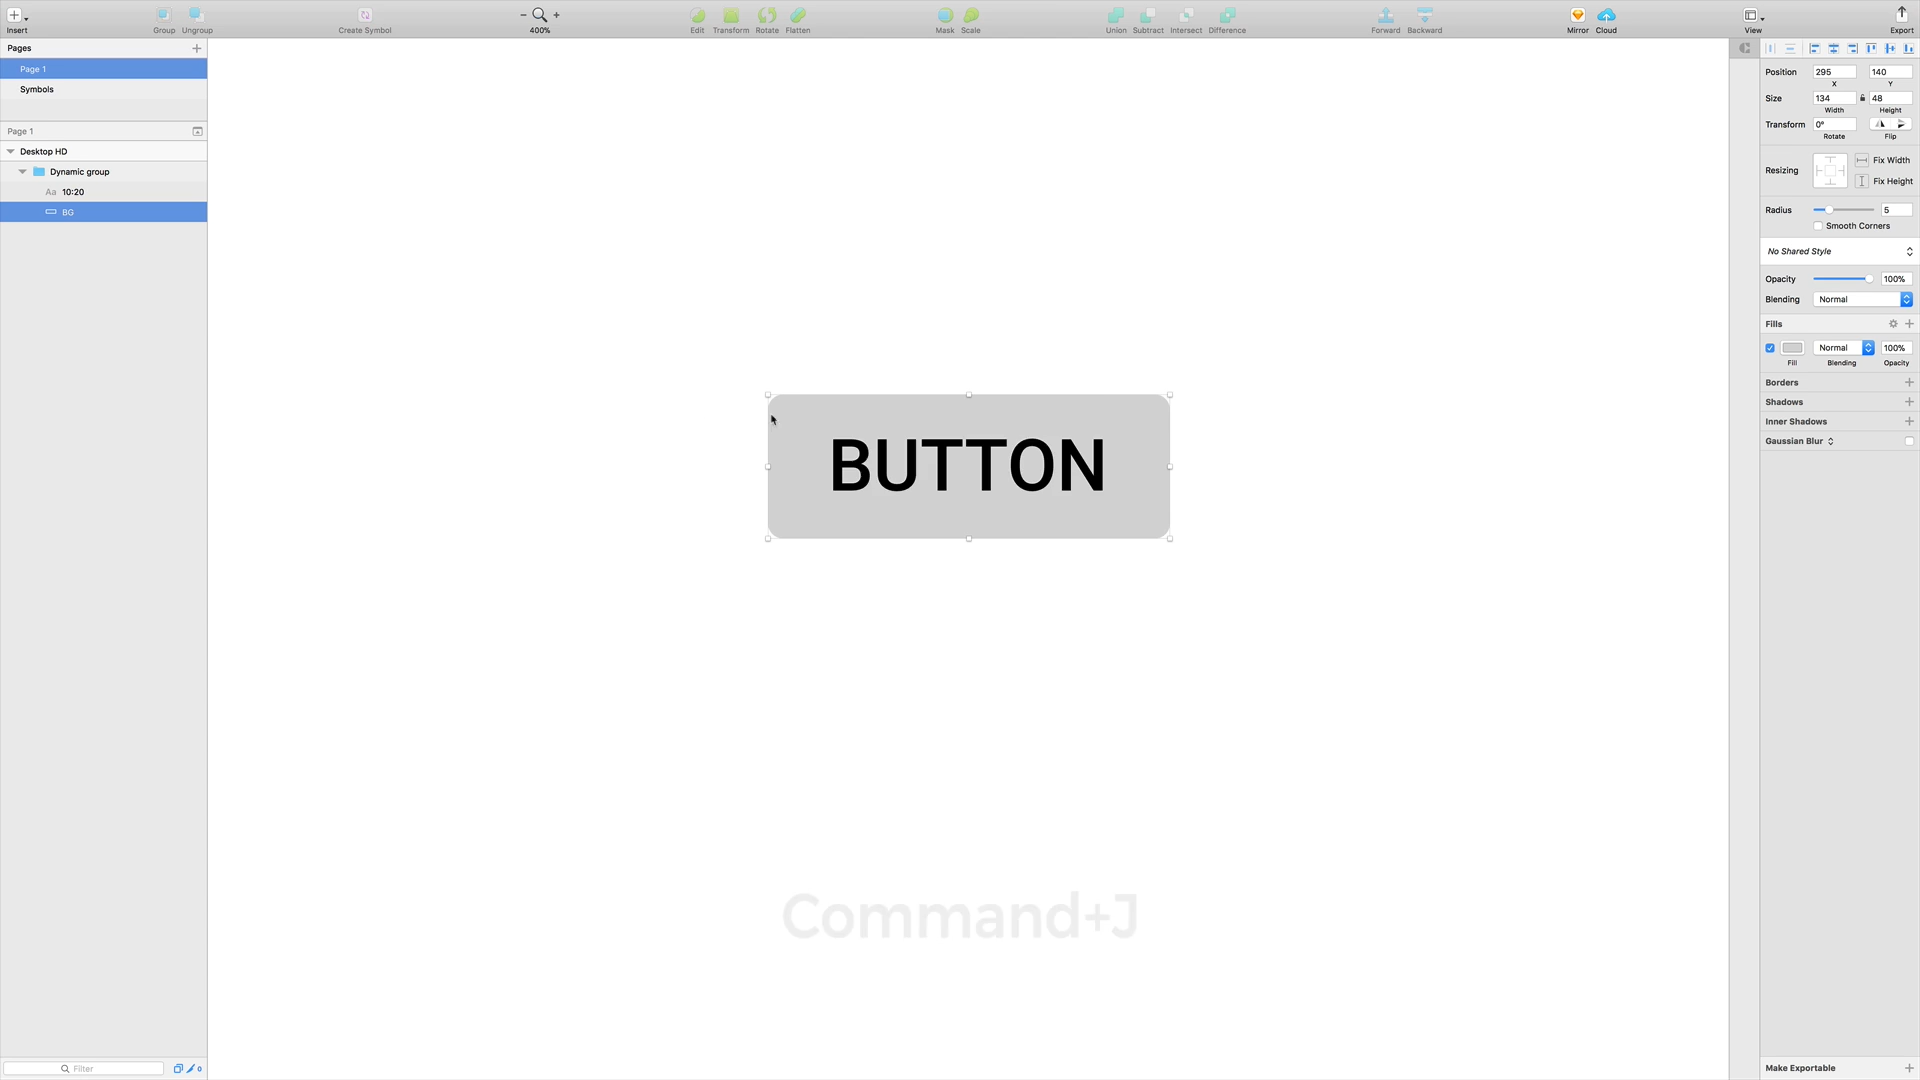 Insert
Group
Ungroup
Create Symbol
400%
Edit
Transform
Rotate
Flatten
Mask
Scale
Union
Subtract
Intersect
Difference
Forward
Backward
Mirror
Cloud
View
Export
Pages
Page 1
Symbols
Page 1
Desktop HD
Dynamic group
Aa 10:20
BG
Filter
0
BUTTON
Command+J
Position 295 140
X Y
Size 134 48
Width Height
Transform 0°
Rotate Flip
Resizing
Fix Width
Fix Height
Radius 5
Smooth Corners
No Shared Style
Opacity 100%
Blending Normal
Fills
Normal 100%
Fill Blending Opacity
Borders
Shadows
Inner Shadows
Gaussian Blur
Make Exportable